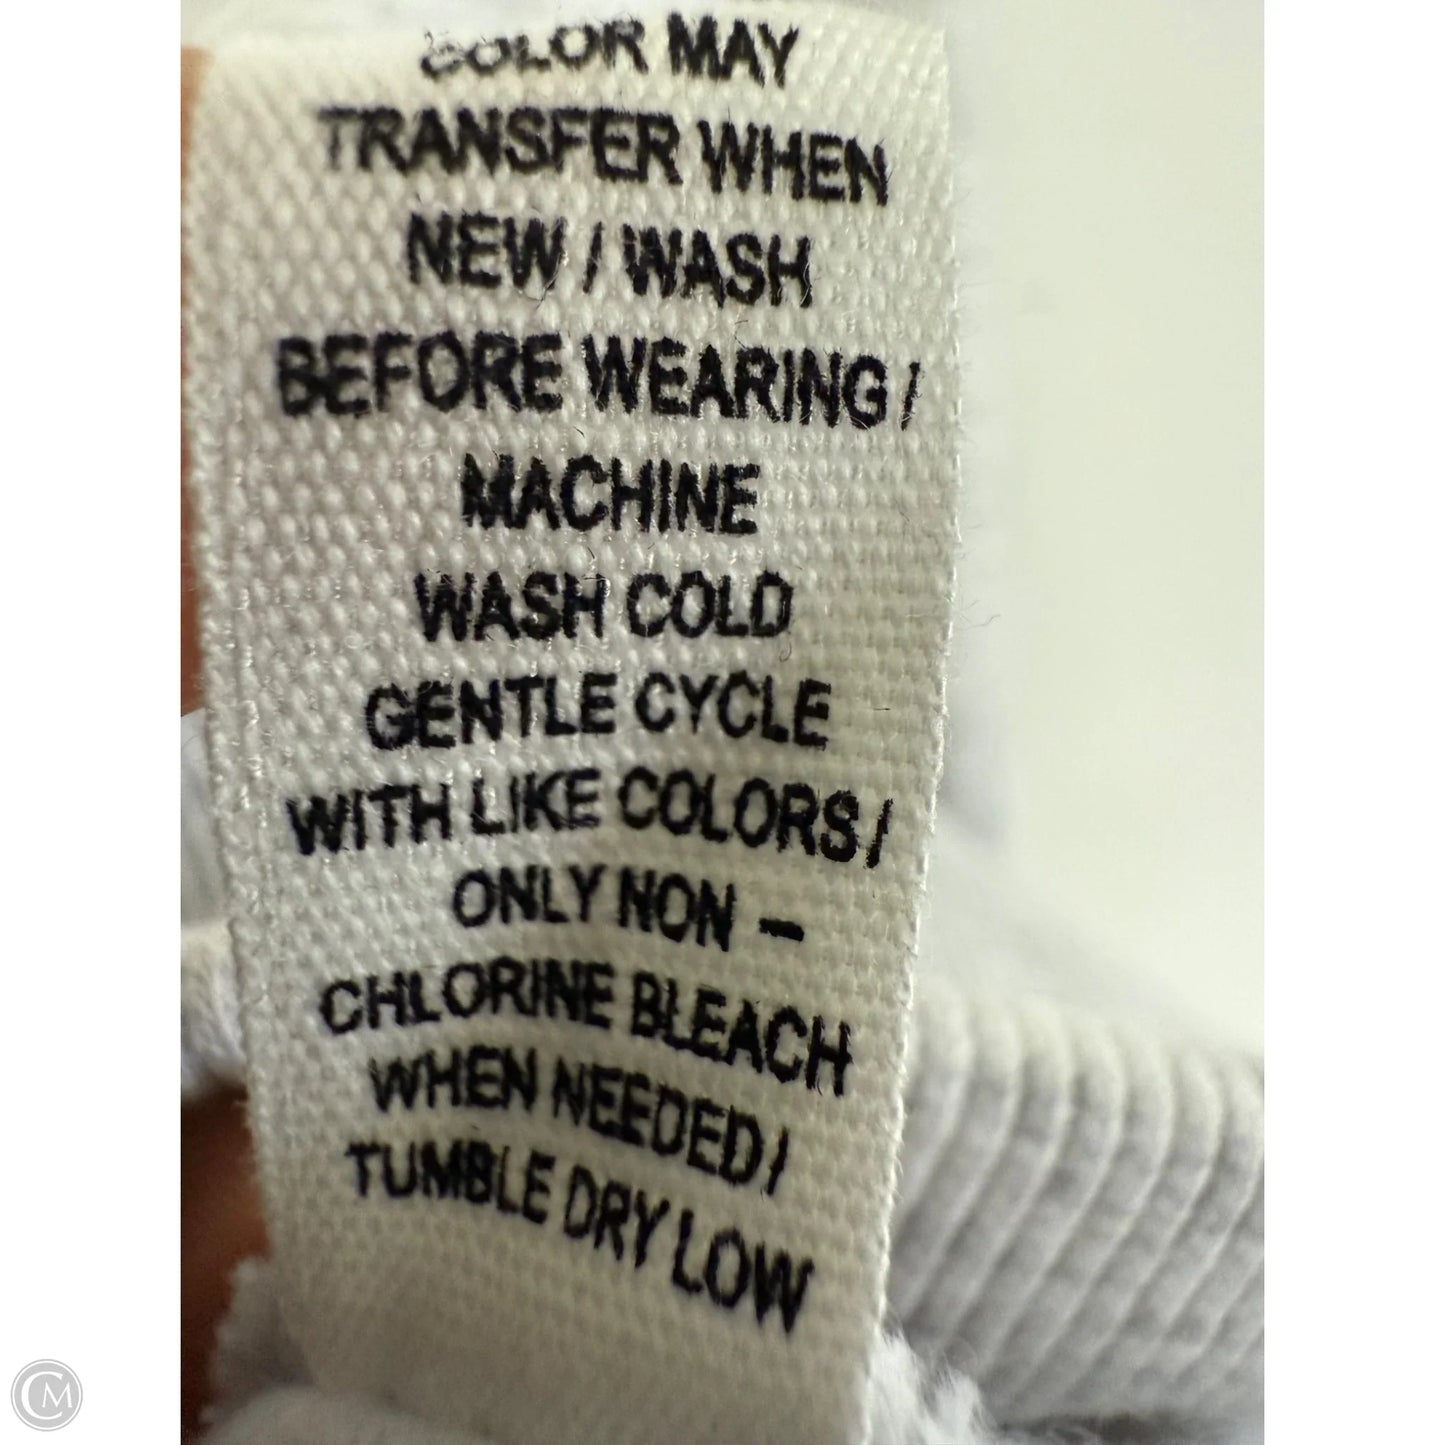 COLOR MAY
TRANSFER WHEN
NEW / WASH
BEFORE WEARING /
MACHINE
WASH COLD
GENTLE CYCLE
WITH LIKE COLORS /
ONLY NON –
CHLORINE BLEACH
WHEN NEEDED /
TUMBLE DRY LOW
CM